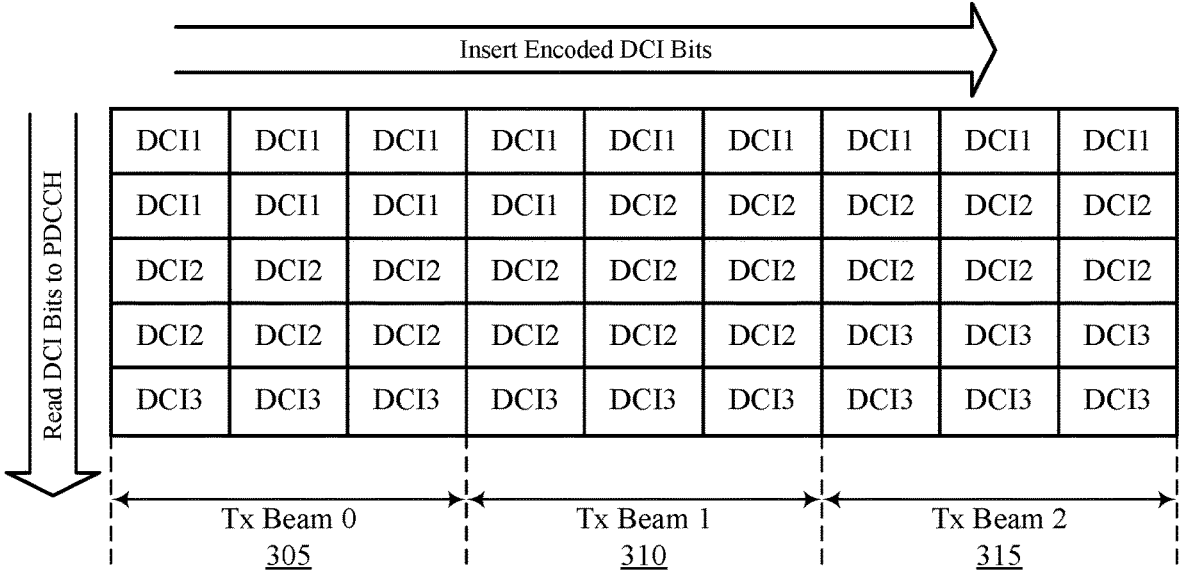 Insert Encoded DCI Bits
Read DCI Bits to PDCCH
DCI1 DCI1 DCI1 DCI1 DCI1 DCI1 DCI1 DCI1 DCI1
DCI1 DCI1 DCI1 DCI1 DCI2 DCI2 DCI2 DCI2 DCI2
DCI2 DCI2 DCI2 DCI2 DCI2 DCI2 DCI2 DCI2 DCI2
DCI2 DCI2 DCI2 DCI2 DCI2 DCI2 DCI3 DCI3 DCI3
DCI3 DCI3 DCI3 DCI3 DCI3 DCI3 DCI3 DCI3 DCI3
Tx Beam 0 Tx Beam 1 Tx Beam 2
305 310 315